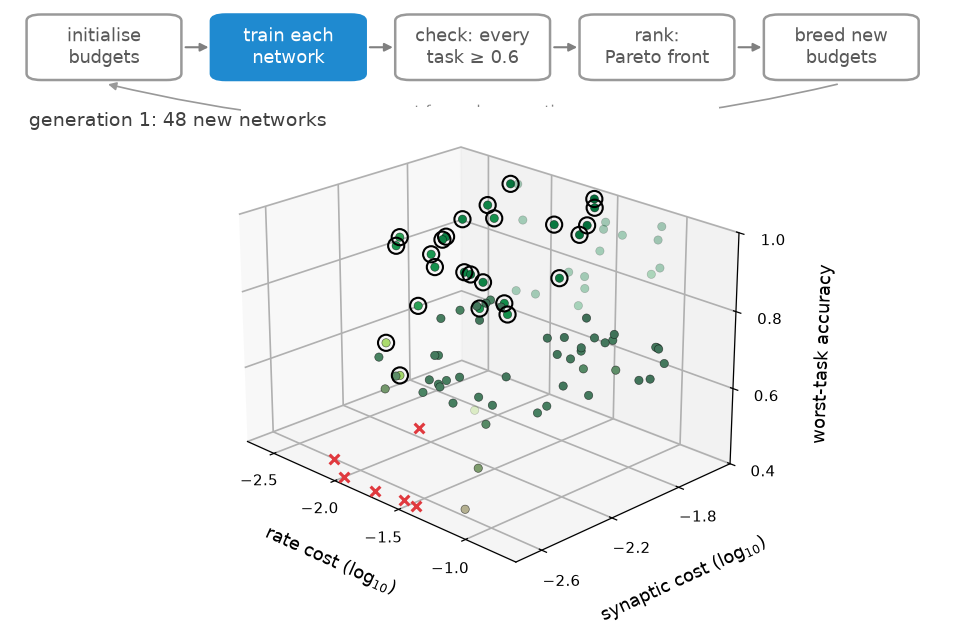 initialise
budgets
train each
network
check: every
task ≥ 0.6
rank:
Pareto front
breed new
budgets
generation 1: 48 new networks
1.0
0.8
0.6
0.4
worst-task accuracy
−2.5
−2.0
−1.5
−1.0
rate cost (log₁₀)
−1.8
−2.2
−2.6
synaptic cost (log₁₀)